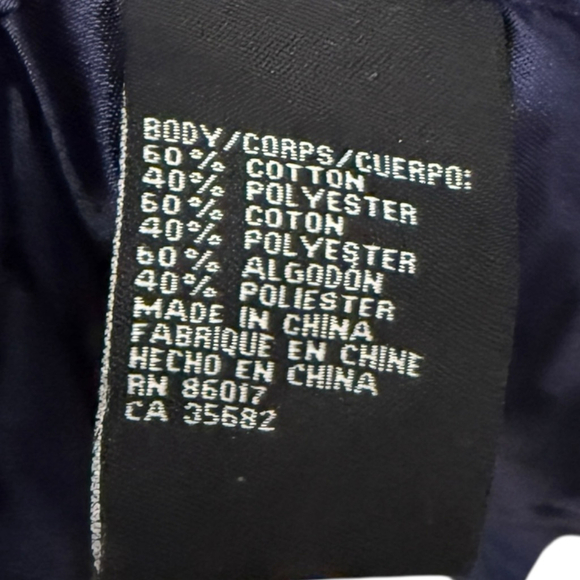 BODY/CORPS/CUERPO:
60% COTTON
40% POLYESTER
60% COTON
40% POLYESTER
60% ALGODÓN
40% POLIESTER
MADE IN CHINA
FABRIQUE EN CHINE
HECHO EN CHINA
RN 86017
CA 35682